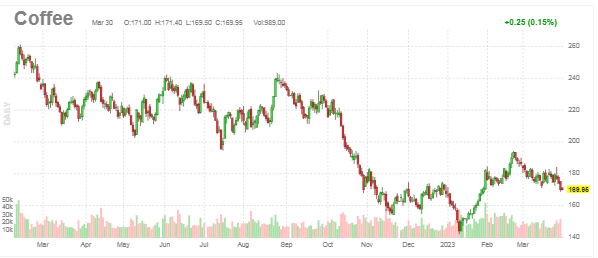 Coffee
Mar 30 O:171.00 H:171.40 L:169.50 C:169.95 Vol:989.00
+0.25 (0.15%)
DAILY
260
240
220
200
180
169.95
160
140
50k
40k
30k
20k
10k
Mar Apr May Jun Jul Aug Sep Oct Nov Dec 2023 Feb Mar